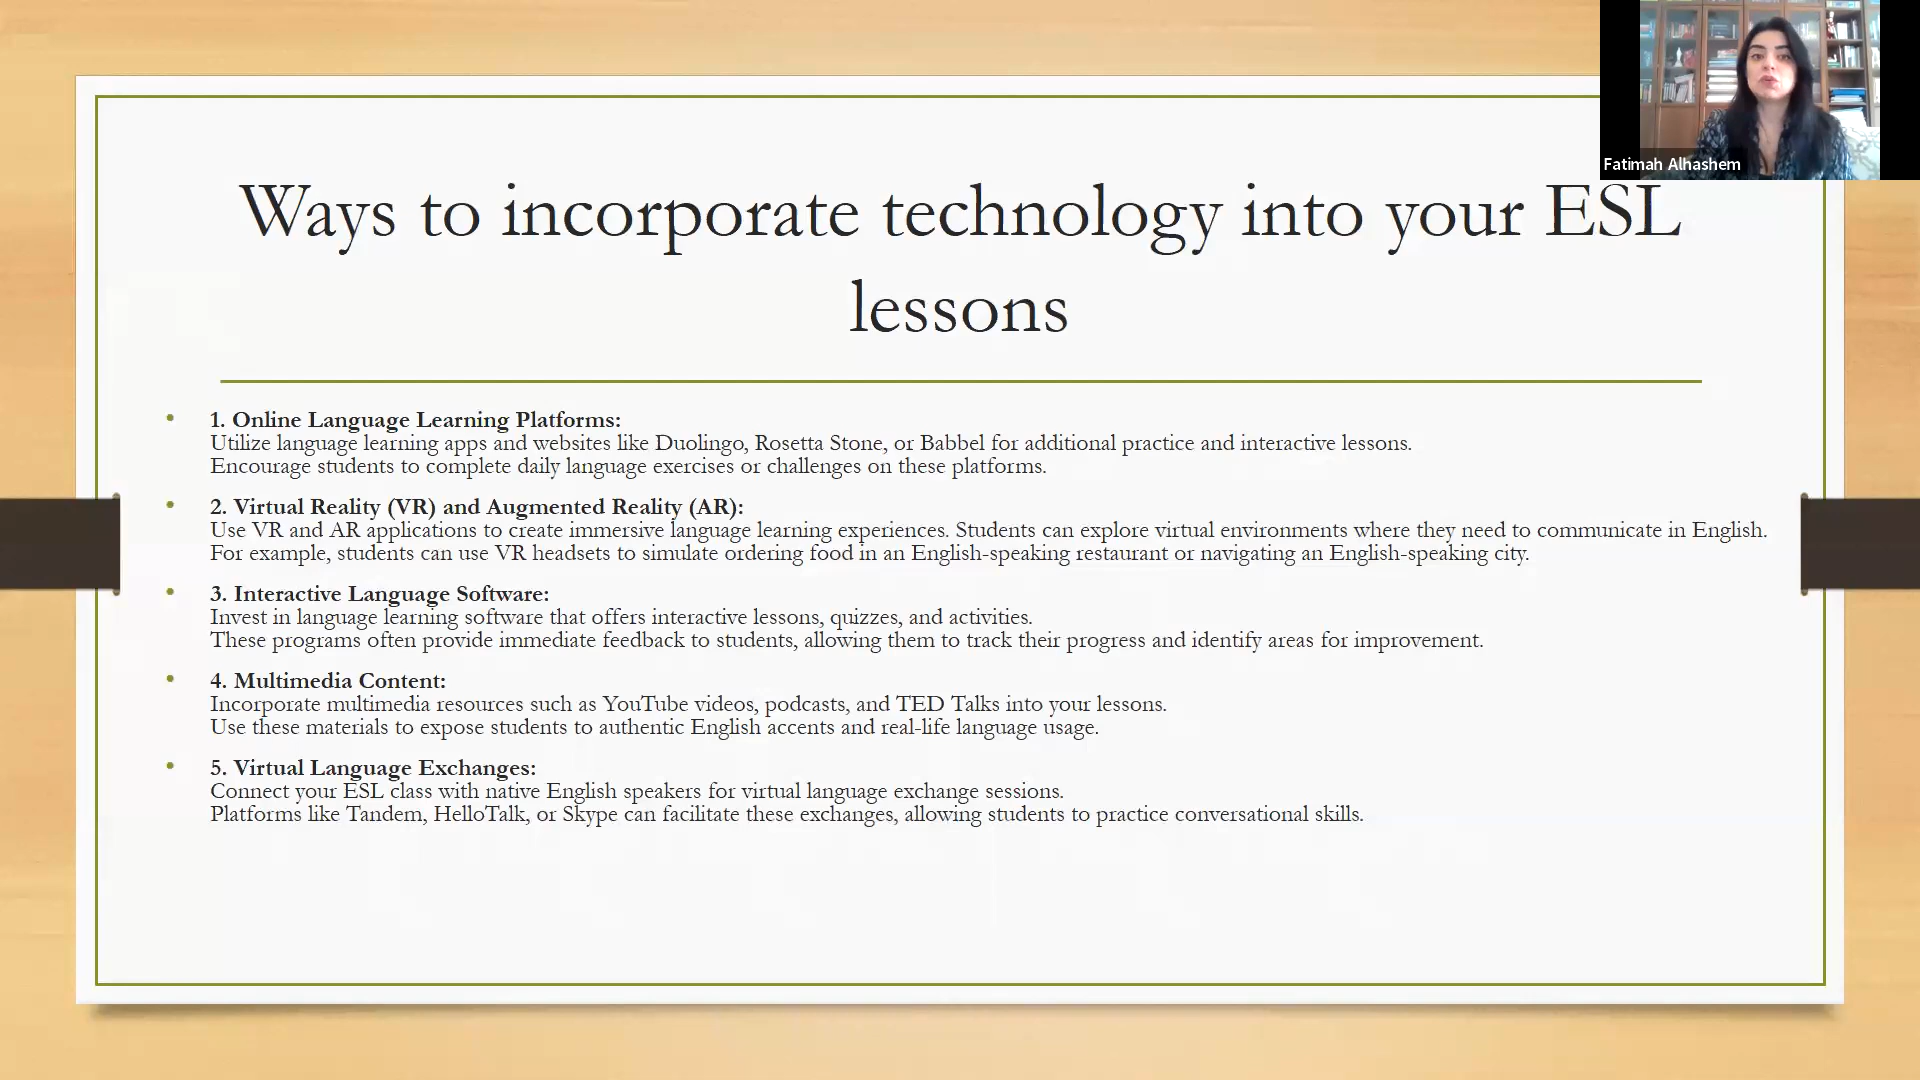 Fatimah Alhashem
Ways to incorporate technology into your ESL
lessons
• 1. Online Language Learning Platforms:
Utilize language learning apps and websites like Duolingo, Rosetta Stone, or Babbel for additional practice and interactive lessons.
Encourage students to complete daily language exercises or challenges on these platforms.
• 2. Virtual Reality (VR) and Augmented Reality (AR):
Use VR and AR applications to create immersive language learning experiences. Students can explore virtual environments where they need to communicate in English.
For example, students can use VR headsets to simulate ordering food in an English-speaking restaurant or navigating an English-speaking city.
• 3. Interactive Language Software:
Invest in language learning software that offers interactive lessons, quizzes, and activities.
These programs often provide immediate feedback to students, allowing them to track their progress and identify areas for improvement.
• 4. Multimedia Content:
Incorporate multimedia resources such as YouTube videos, podcasts, and TED Talks into your lessons.
Use these materials to expose students to authentic English accents and real-life language usage.
• 5. Virtual Language Exchanges:
Connect your ESL class with native English speakers for virtual language exchange sessions.
Platforms like Tandem, HelloTalk, or Skype can facilitate these exchanges, allowing students to practice conversational skills.